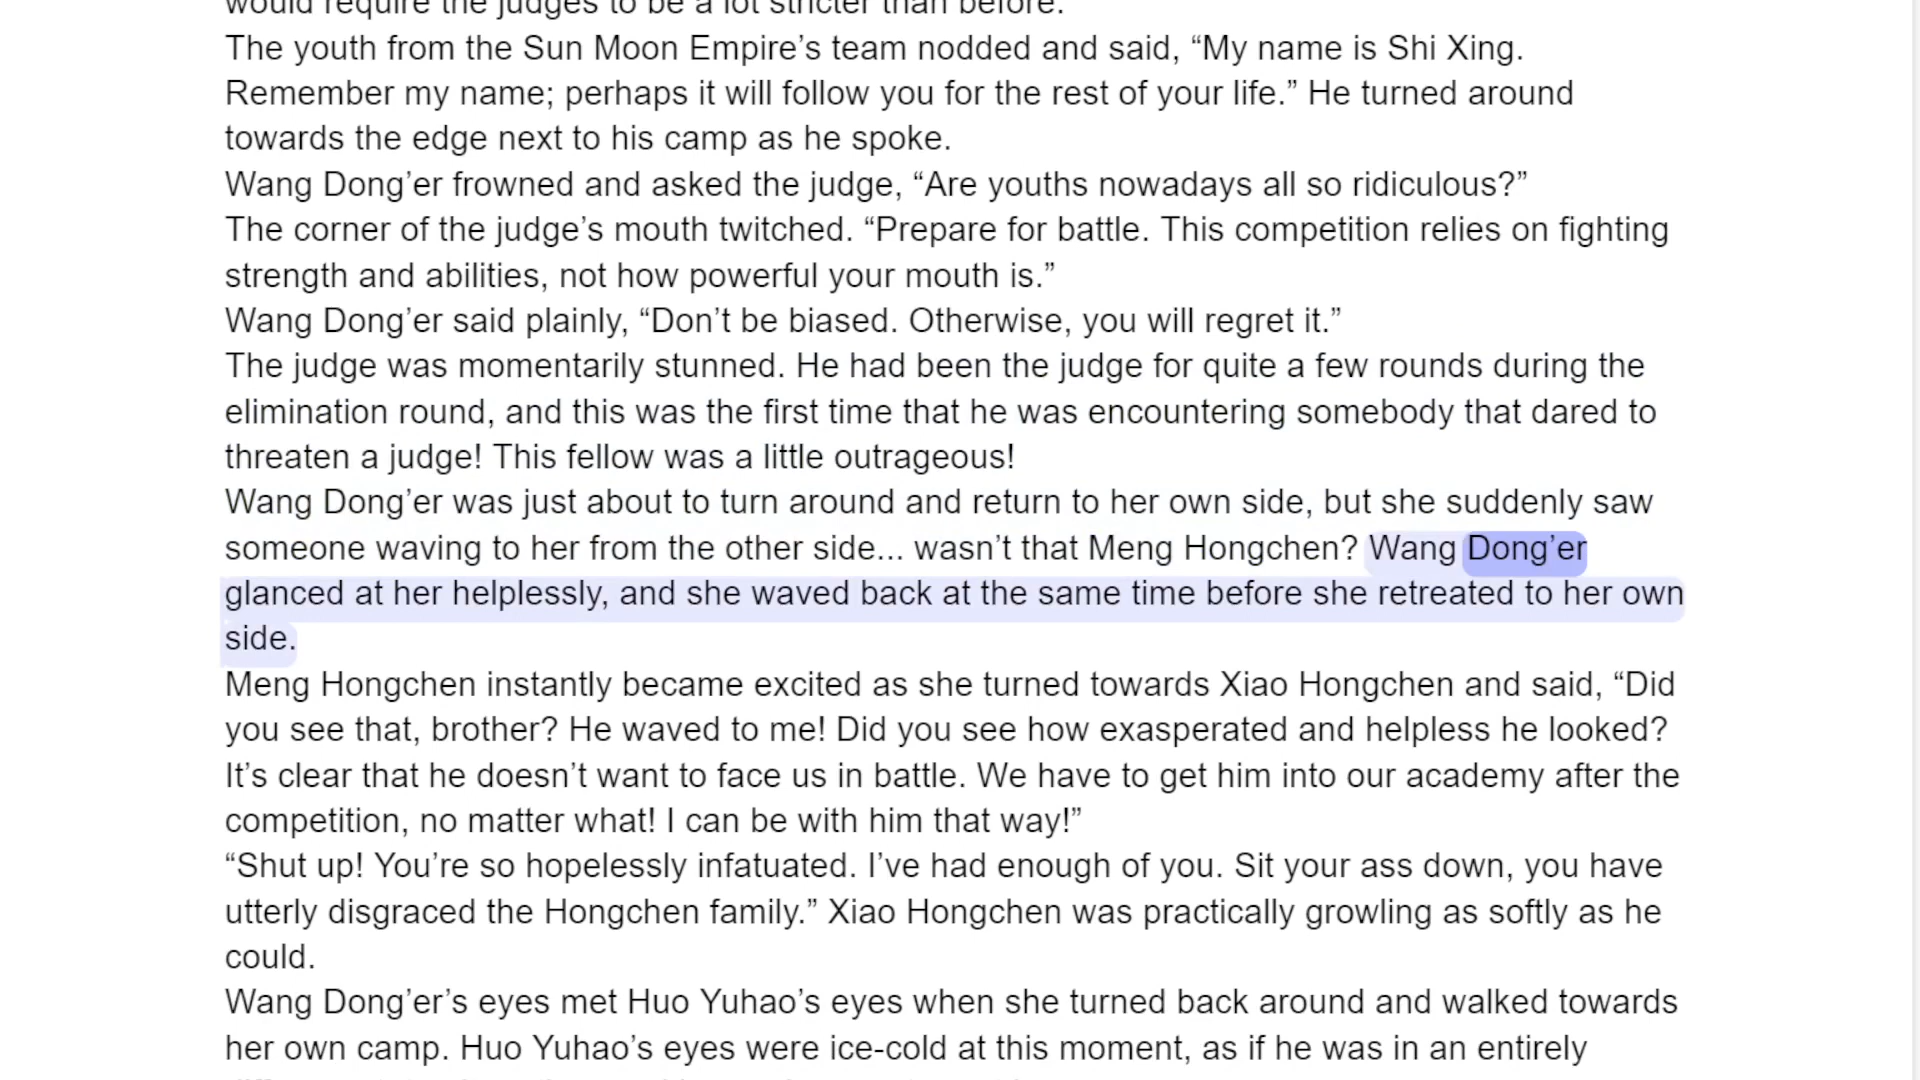 would require the judges to be a lot stricter than before.
The youth from the Sun Moon Empire’s team nodded and said, “My name is Shi Xing.
Remember my name; perhaps it will follow you for the rest of your life.” He turned around
towards the edge next to his camp as he spoke.
Wang Dong’er frowned and asked the judge, “Are youths nowadays all so ridiculous?”
The corner of the judge’s mouth twitched. “Prepare for battle. This competition relies on fighting
strength and abilities, not how powerful your mouth is.”
Wang Dong’er said plainly, “Don’t be biased. Otherwise, you will regret it.”
The judge was momentarily stunned. He had been the judge for quite a few rounds during the
elimination round, and this was the first time that he was encountering somebody that dared to
threaten a judge! This fellow was a little outrageous!
Wang Dong’er was just about to turn around and return to her own side, but she suddenly saw
someone waving to her from the other side... wasn’t that Meng Hongchen? Wang Dong’er
glanced at her helplessly, and she waved back at the same time before she retreated to her own
side.
Meng Hongchen instantly became excited as she turned towards Xiao Hongchen and said, “Did
you see that, brother? He waved to me! Did you see how exasperated and helpless he looked?
It’s clear that he doesn’t want to face us in battle. We have to get him into our academy after the
competition, no matter what! I can be with him that way!”
“Shut up! You’re so hopelessly infatuated. I’ve had enough of you. Sit your ass down, you have
utterly disgraced the Hongchen family.” Xiao Hongchen was practically growling as softly as he
could.
Wang Dong’er’s eyes met Huo Yuhao’s eyes when she turned back around and walked towards
her own camp. Huo Yuhao’s eyes were ice-cold at this moment, as if he was in an entirely